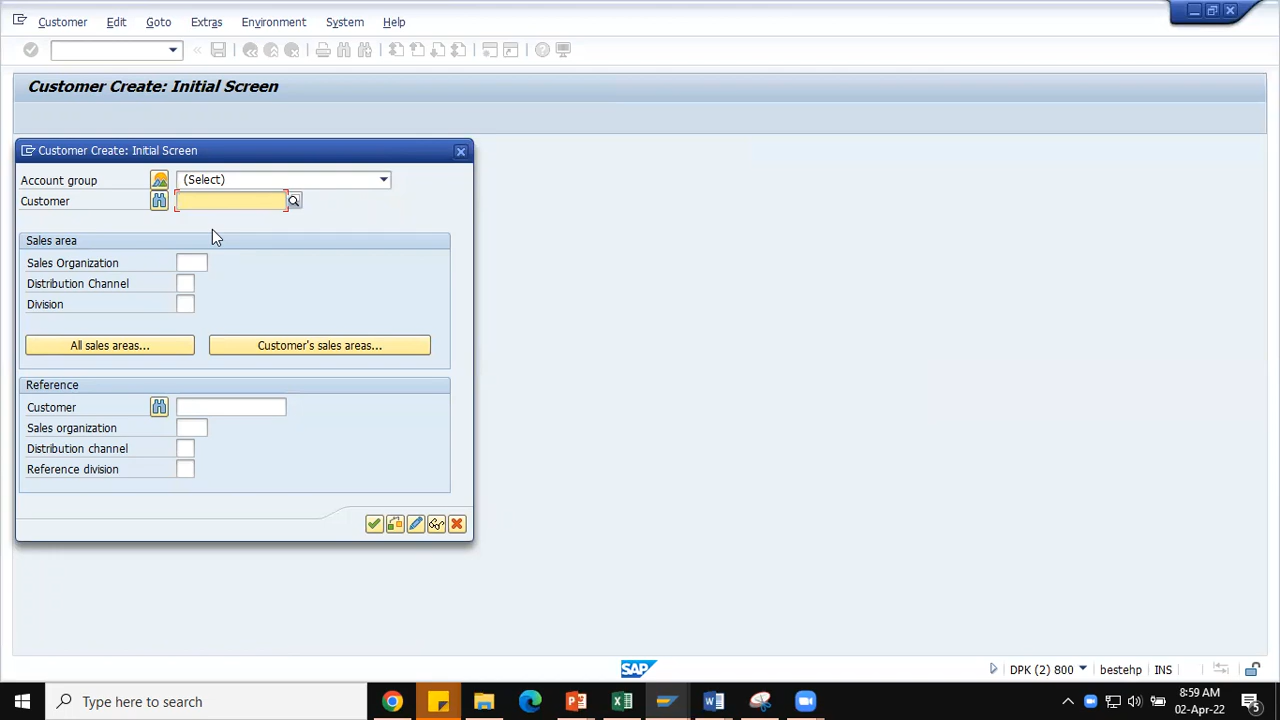 Customer Edit Goto Extras Environment System Help
Customer Create: Initial Screen
Customer Create: Initial Screen
Account group (Select)
Customer
Sales area
Sales Organization
Distribution Channel
Division
All sales areas... Customer's sales areas...
Reference
Customer
Sales organization
Distribution channel
Reference division
SAP
DPK (2) 800 bestehp INS
Type here to search
8:59 AM
02-Apr-22
5